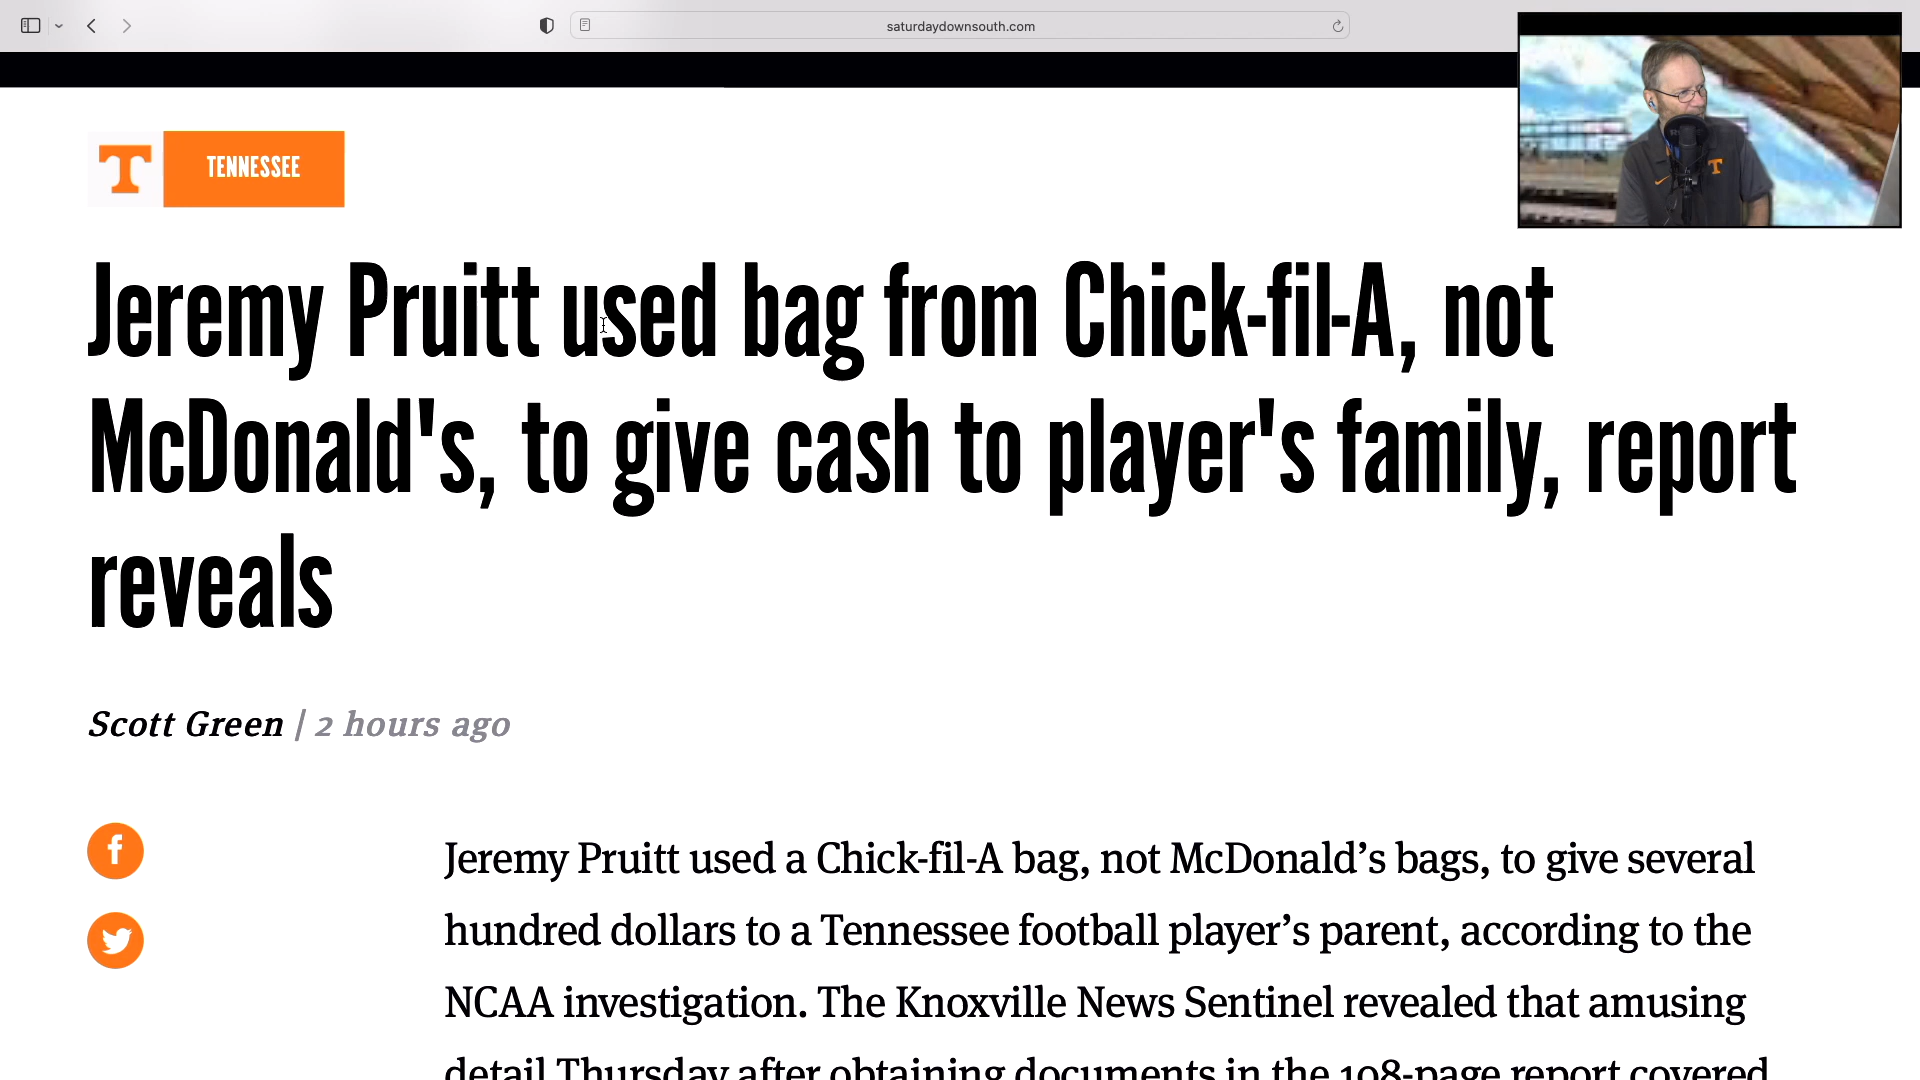 saturdaydownsouth.com
T TENNESSEE
Jeremy Pruitt used bag from Chick-fil-A, not
McDonald's, to give cash to player's family, report
reveals
Scott Green | 2 hours ago
Jeremy Pruitt used a Chick-fil-A bag, not McDonald’s bags, to give several
hundred dollars to a Tennessee football player’s parent, according to the
NCAA investigation. The Knoxville News Sentinel revealed that amusing
detail Thursday after obtaining documents in the 108-page report covered